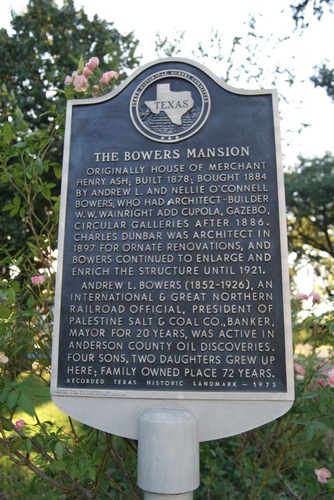 TEXAS
THE BOWERS MANSION
ORIGINALLY HOUSE OF MERCHANT
HENRY ASH, BUILT 1878; BOUGHT 1884
BY ANDREW L. AND NELLIE O'CONNELL
BOWERS, WHO HAD ARCHITECT-BUILDER
W. W. WAINRIGHT ADD CUPOLA, GAZEBO,
CIRCULAR GALLERIES AFTER 1886.
CHARLES DUNBAR WAS ARCHITECT IN
1897 FOR ORNATE RENOVATIONS, AND
BOWERS CONTINUED TO ENLARGE AND
ENRICH THE STRUCTURE UNTIL 1921.
ANDREW L. BOWERS (1852-1926), AN
INTERNATIONAL & GREAT NORTHERN
RAILROAD OFFICIAL, PRESIDENT OF
PALESTINE SALT & COAL CO., BANKER,
MAYOR FOR 20 YEARS, WAS ACTIVE IN
ANDERSON COUNTY OIL DISCOVERIES.
FOUR SONS, TWO DAUGHTERS GREW UP
HERE; FAMILY OWNED PLACE 72 YEARS.
RECORDED TEXAS HISTORIC LANDMARK - 1973